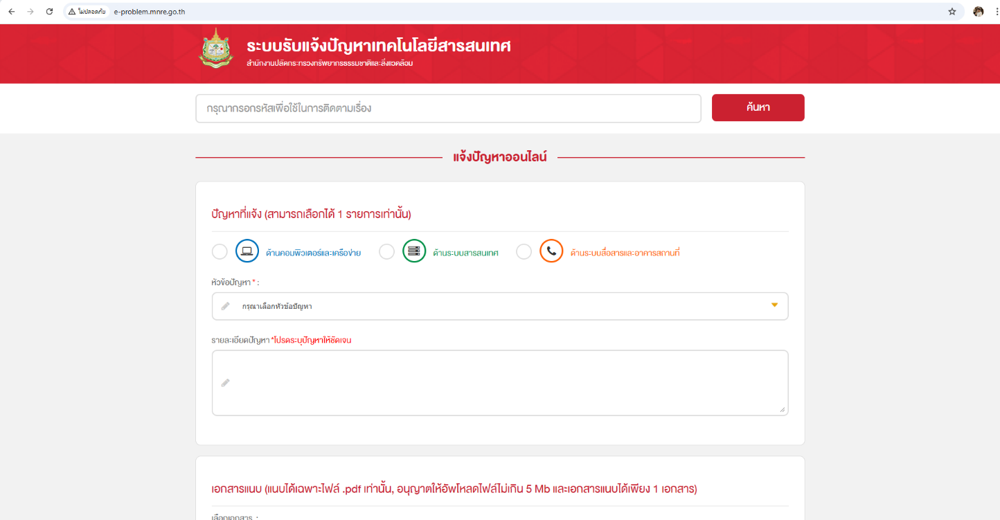 ไม่ปลอดภัย e-problem.mnre.go.th
ระบบรับแจ้งปัญหาเทคโนโลยีสารสนเทศ
สำนักงานปลัดกระทรวงทรัพยากรธรรมชาติและสิ่งแวดล้อม
กรุณากรอกรหัสเพื่อใช้ในการติดตามเรื่อง ค้นหา
แจ้งปัญหาออนไลน์
ปัญหาที่แจ้ง (สามารถเลือกได้ 1 รายการเท่านั้น)
ด้านคอมพิวเตอร์และเครือข่าย ด้านระบบสารสนเทศ ด้านระบบสื่อสารและอาคารสถานที่
หัวข้อปัญหา * :
กรุณาเลือกหัวข้อปัญหา
รายละเอียดปัญหา *โปรดระบุปัญหาให้ชัดเจน
เอกสารแนบ (แนบได้เฉพาะไฟล์ .pdf เท่านั้น, อนุญาตให้อัพโหลดไฟล์ไม่เกิน 5 Mb และเอกสารแนบได้เพียง 1 เอกสาร)
เลือกเอกสาร :